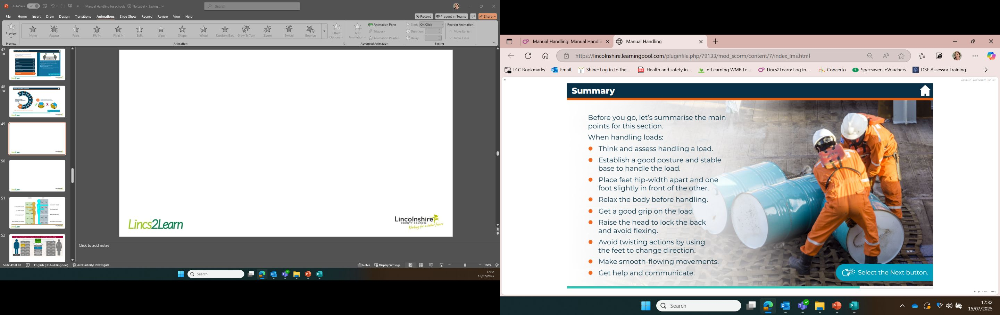 AutoSave
Manual Handling for schools
No Label • Saving...
Search
File
Home
Insert
Draw
Design
Transitions
Animations
Slide Show
Record
Review
View
Help
Record
Present in Teams
Share
Preview
None
Appear
Fade
Fly In
Float In
Split
Wipe
Shape
Wheel
Random Bars
Grow & Turn
Zoom
Swivel
Bounce
Effect Options
Add Animation
Animation Pane
Trigger
Animation Painter
Start: On Click
Duration:
Delay:
Reorder Animation
Move Earlier
Move Later
Preview
Animation
Advanced Animation
Timing
47
48
49
50
51
52
Lincs2Learn
Lincolnshire
COUNTY COUNCIL
Working for a better future
Click to add notes
Slide 49 of 81
English (United Kingdom)
Accessibility: Investigate
Notes
Display Settings
100%
Search
17:32
15/07/2025
Manual Handling: Manual Handlin
Manual Handling
https://lincolnshire.learningpool.com/pluginfile.php/79133/mod_scorm/content/7/index_lms.html
LCC Bookmarks
Email
Shine: Log in to the...
Health and safety in...
e-Learning WMB Le...
Lincs2Learn: Log in...
Concerto
Specsavers eVouchers
DSE Assessor Training
Summary
Before you go, let's summarise the main
points for this section.
When handling loads:
Think and assess handling a load.
Establish a good posture and stable
base to handle the load.
Place feet hip-width apart and one
foot slightly in front of the other.
Relax the body before handling.
Get a good grip on the load
Raise the head to lock the back
and avoid flexing.
Avoid twisting actions by using
the feet to change direction.
Make smooth-flowing movements.
Get help and communicate.
Select the Next button.
Search
17:32
15/07/2025